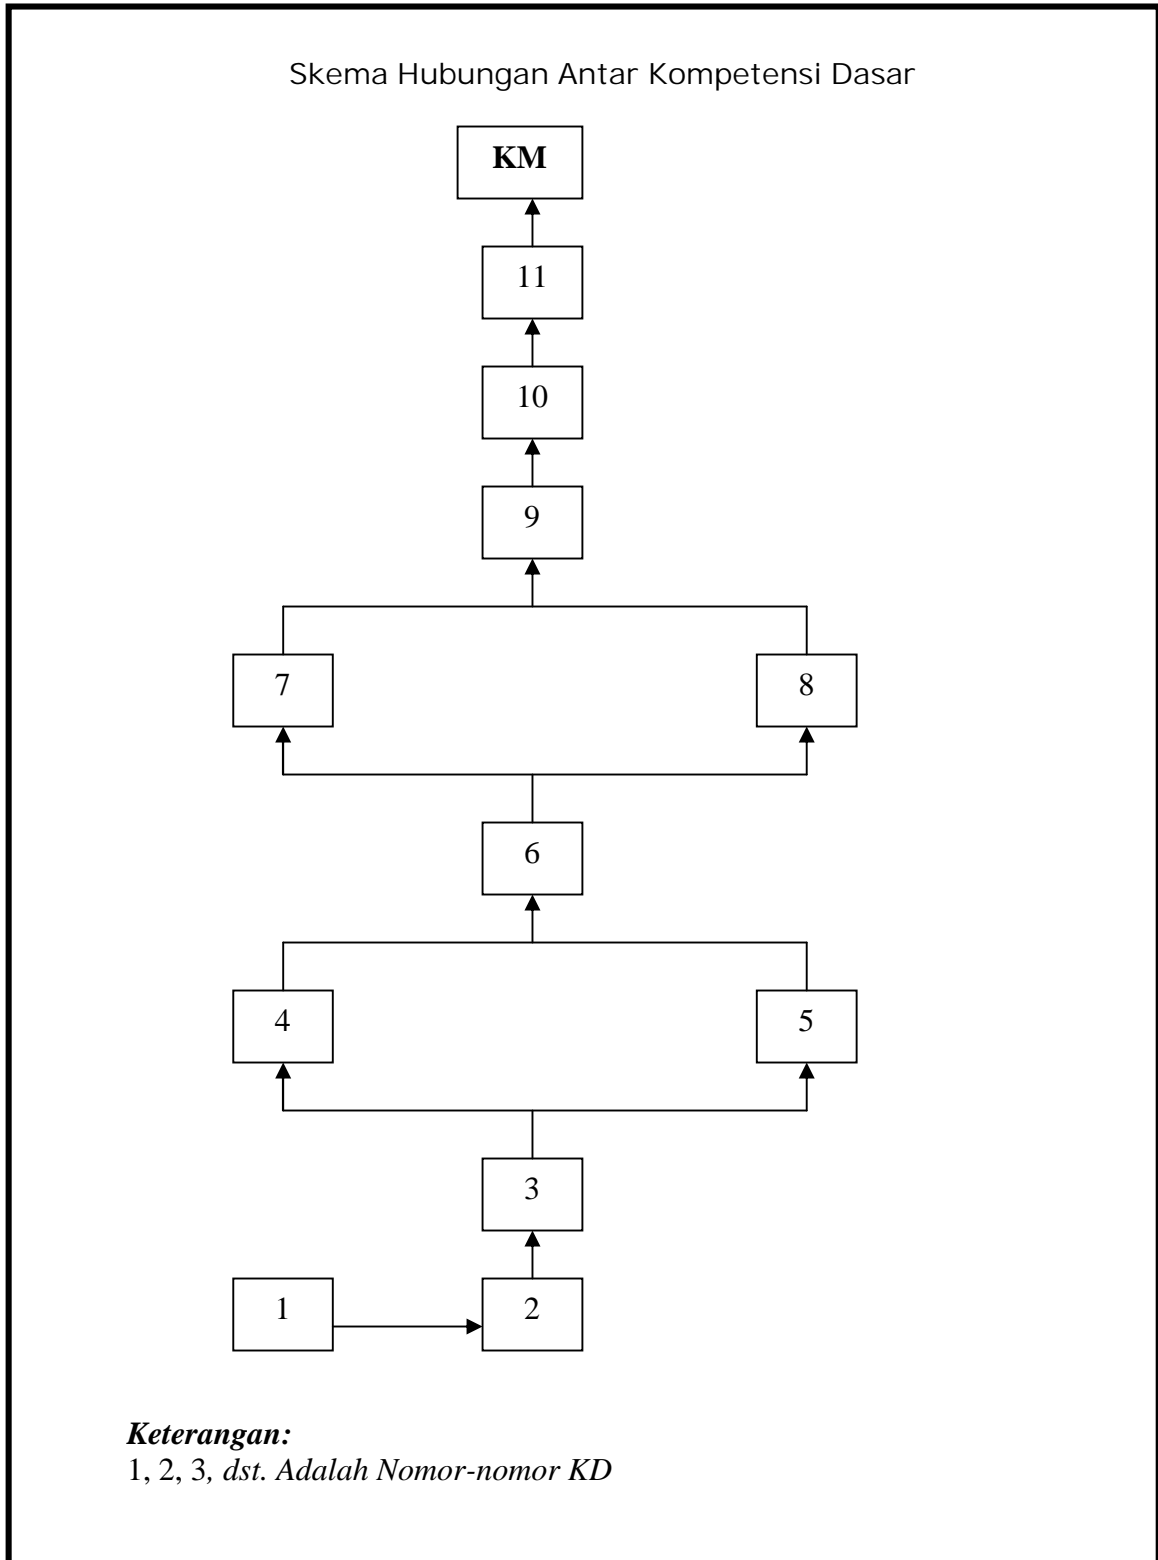 Skema Hubungan Antar Kompetensi Dasar
KM
11
10
9
7
8
6
4
5
3
1
2
Keterangan:
1, 2, 3, dst. Adalah Nomor-nomor KD